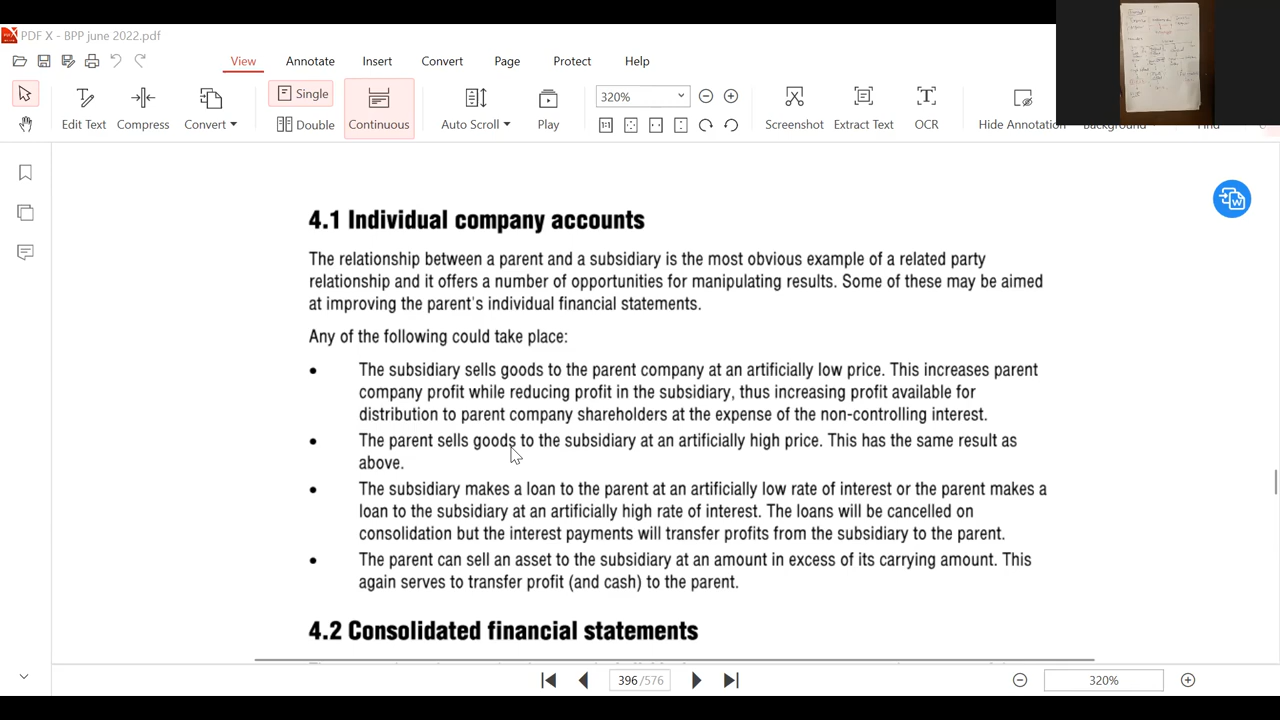 PDF X - BPP june 2022.pdf
View Annotate Insert Convert Page Protect Help
Edit Text Compress Convert Single Double Continuous Auto Scroll Play 320% Screenshot Extract Text OCR Hide Annotation Background Find
4.1 Individual company accounts
The relationship between a parent and a subsidiary is the most obvious example of a related party
relationship and it offers a number of opportunities for manipulating results. Some of these may be aimed
at improving the parent's individual financial statements.
Any of the following could take place:
• The subsidiary sells goods to the parent company at an artificially low price. This increases parent
company profit while reducing profit in the subsidiary, thus increasing profit available for
distribution to parent company shareholders at the expense of the non-controlling interest.
• The parent sells goods to the subsidiary at an artificially high price. This has the same result as
above.
• The subsidiary makes a loan to the parent at an artificially low rate of interest or the parent makes a
loan to the subsidiary at an artificially high rate of interest. The loans will be cancelled on
consolidation but the interest payments will transfer profits from the subsidiary to the parent.
• The parent can sell an asset to the subsidiary at an amount in excess of its carrying amount. This
again serves to transfer profit (and cash) to the parent.
4.2 Consolidated financial statements
396 /576
320%